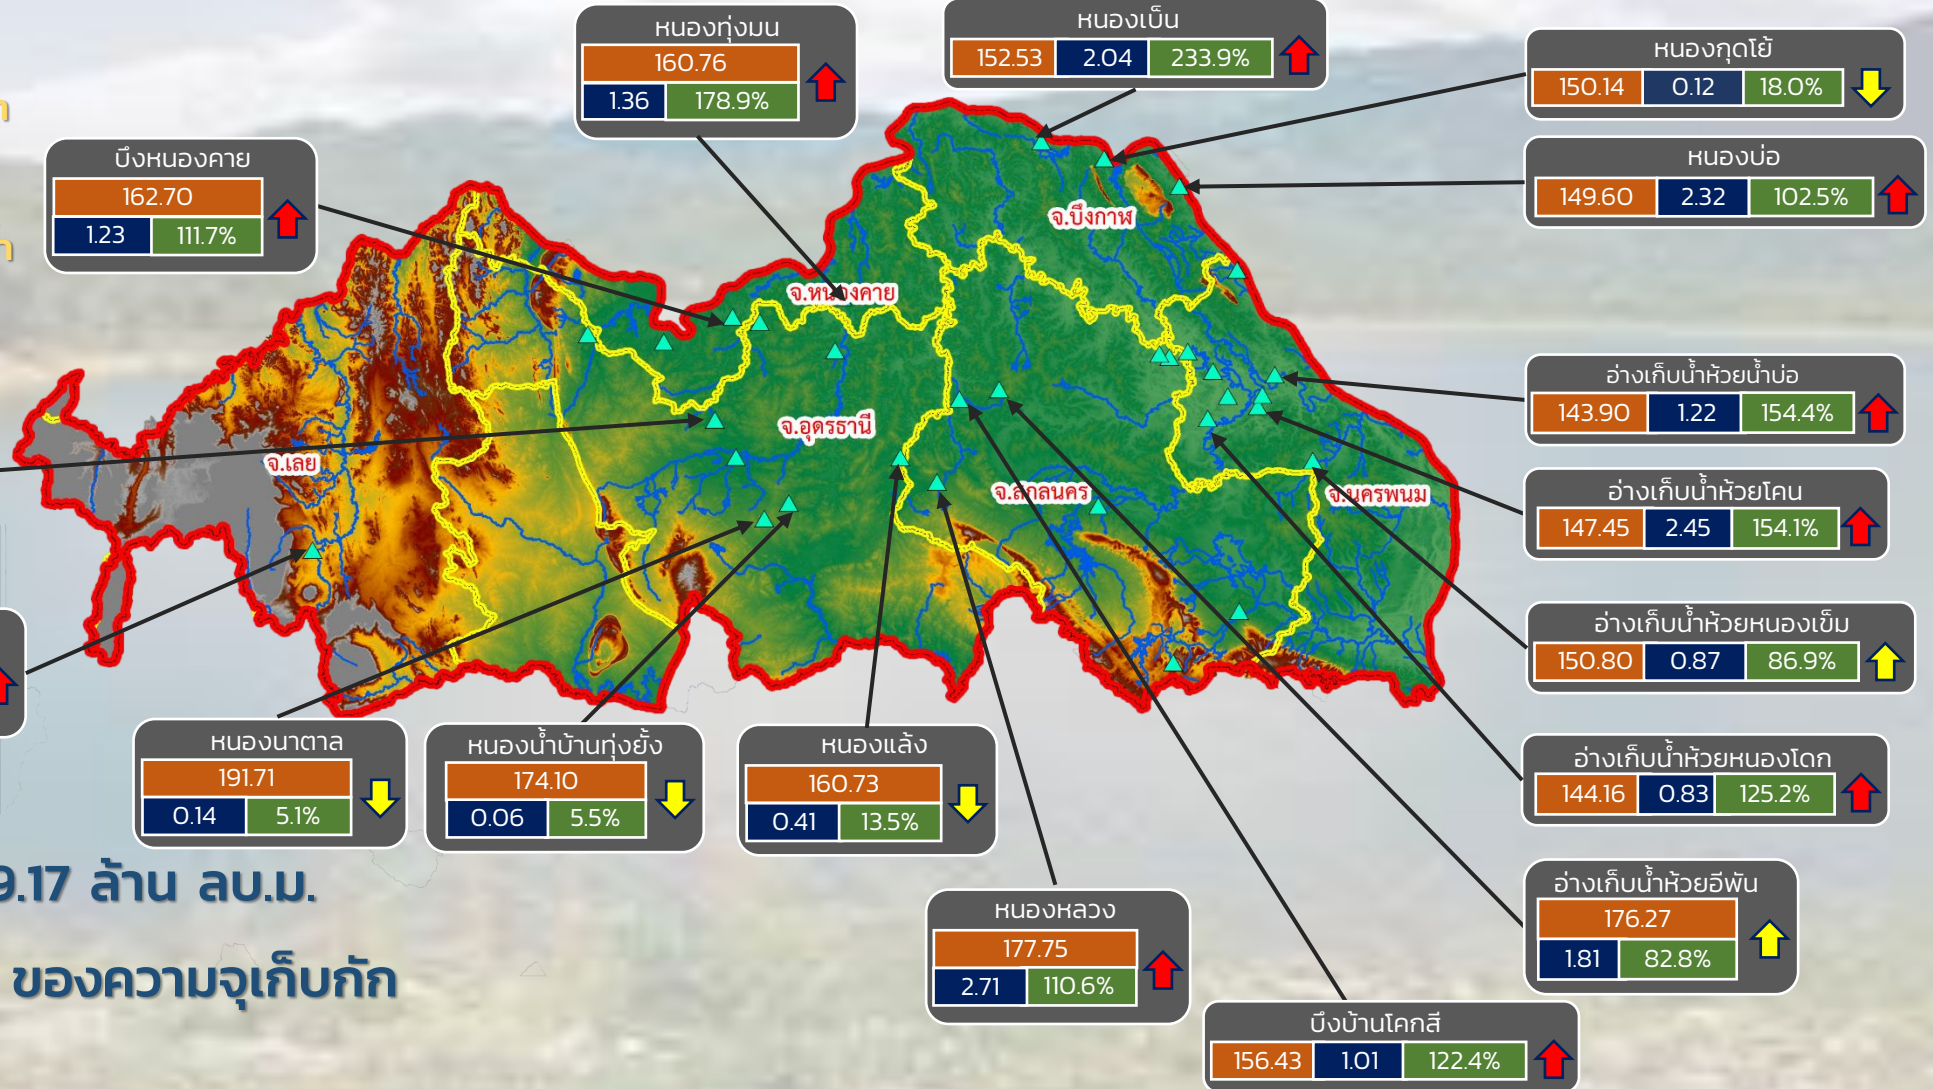 หนองทุ่งมน
160.76
1.36 178.9%
หนองเบ็น
152.53 2.04 233.9%
หนองกุดโย้
150.14 0.12 18.0%
บึงหนองคาย
162.70
1.23 111.7%
หนองบ่อ
149.60 2.32 102.5%
จ.บึงกาฬ
จ.หนองคาย
จ.อุดรธานี
จ.เลย
จ.สกลนคร
จ.นครพนม
อ่างเก็บน้ำห้วยน้ำบ่อ
143.90 1.22 154.4%
อ่างเก็บน้ำห้วยโคน
147.45 2.45 154.1%
อ่างเก็บน้ำห้วยหนองเข็ม
150.80 0.87 86.9%
อ่างเก็บน้ำห้วยหนองโดก
144.16 0.83 125.2%
หนองนาตาล
191.71
0.14 5.1%
หนองน้ำบ้านทุ่งยั้ง
174.10
0.06 5.5%
หนองแล้ง
160.73
0.41 13.5%
อ่างเก็บน้ำห้วยอีพัน
176.27
1.81 82.8%
หนองหลวง
177.75
2.71 110.6%
บึงบ้านโคกสี
156.43 1.01 122.4%
9.17 ล้าน ลบ.ม.
ของความจุเก็บกัก